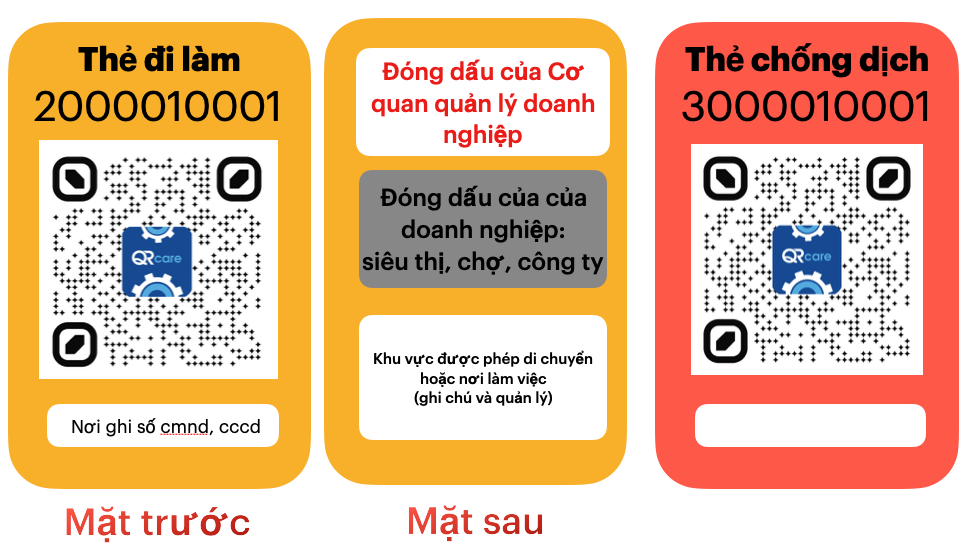 Thẻ đi làm
2000010001
QRcare
Nơi ghi số cmnd, cccd
Mặt trước
Đóng dấu của Cơ
quan quản lý doanh
nghiệp
Đóng dấu của của
doanh nghiệp:
siêu thị, chợ, công ty
Khu vực được phép di chuyển
hoặc nơi làm việc
(ghi chú và quản lý)
Mặt sau
Thẻ chống dịch
3000010001
QRcare